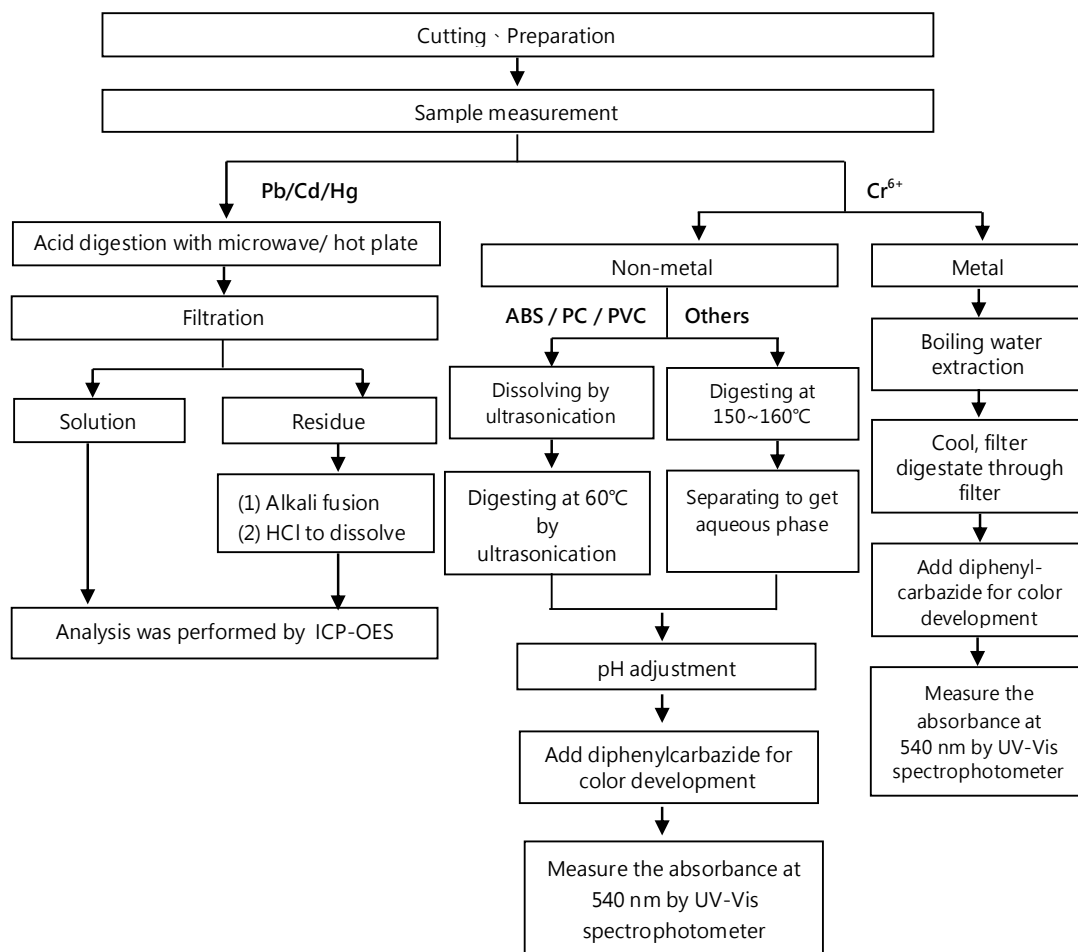 Cutting、Preparation
Sample measurement
Pb/Cd/Hg
Acid digestion with microwave/ hot plate
Filtration
Solution
Residue
(1) Alkali fusion
(2) HCl to dissolve
Analysis was performed by ICP-OES
Cr⁶⁺
Non-metal
ABS / PC / PVC
Others
Dissolving by
ultrasonication
Digesting at 60℃
by
ultrasonication
Digesting at
150~160℃
Separating to get
aqueous phase
pH adjustment
Add diphenylcarbazide for
color development
Measure the absorbance at
540 nm by UV-Vis
spectrophotometer
Metal
Boiling water
extraction
Cool, filter
digestate through
filter
Add diphenyl-
carbazide for color
development
Measure the
absorbance at
540 nm by UV-Vis
spectrophotometer